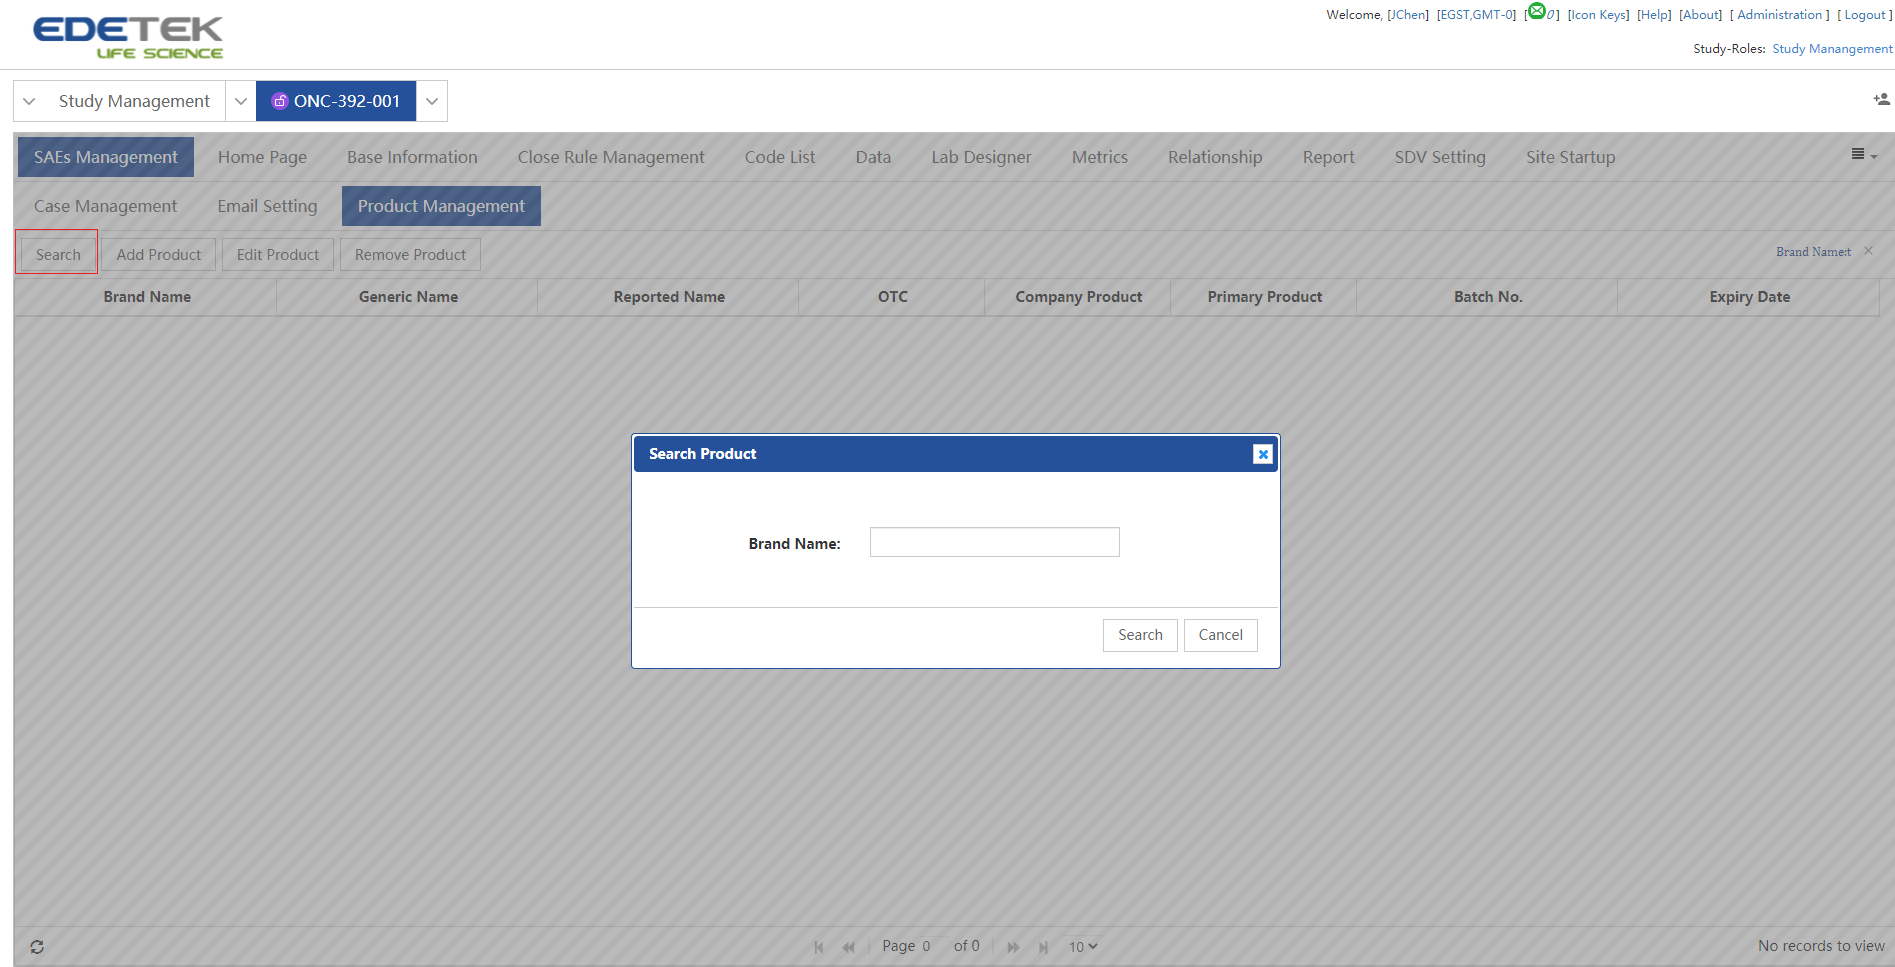 EDETEK
LIFE SCIENCE
Welcome, [JChen] [EGST,GMT-0] [0] [Icon Keys] [Help] [About] [ Administration ] [ Logout ]
Study-Roles: Study Manangement
Study Management ONC-392-001
SAEs Management Home Page Base Information Close Rule Management Code List Data Lab Designer Metrics Relationship Report SDV Setting Site Startup
Case Management Email Setting Product Management
Search Add Product Edit Product Remove Product Brand Name:t ×
Brand Name Generic Name Reported Name OTC Company Product Primary Product Batch No. Expiry Date
Search Product
Brand Name:
Search Cancel
Page 0 of 0 10 No records to view